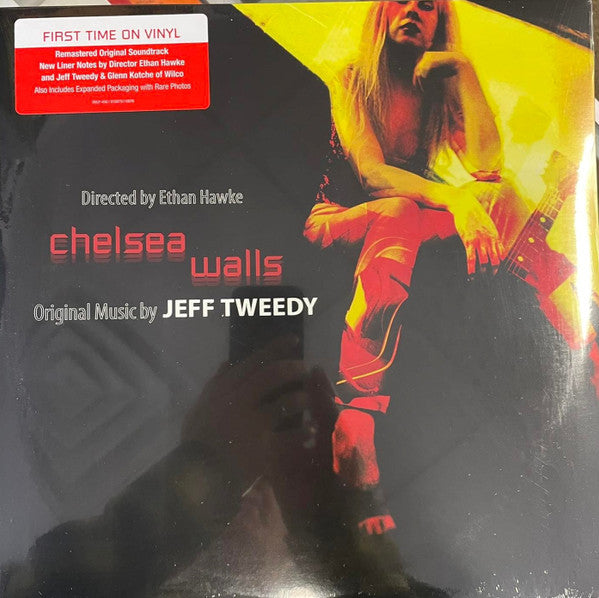 FIRST TIME ON VINYL
Remastered Original Soundtrack
New Liner Notes by Director Ethan Hawke
and Jeff Tweedy & Glenn Kotche of Wilco
Also Includes Expanded Packaging with Rare Photos
Directed by Ethan Hawke
chelsea
walls
Original Music by JEFF TWEEDY